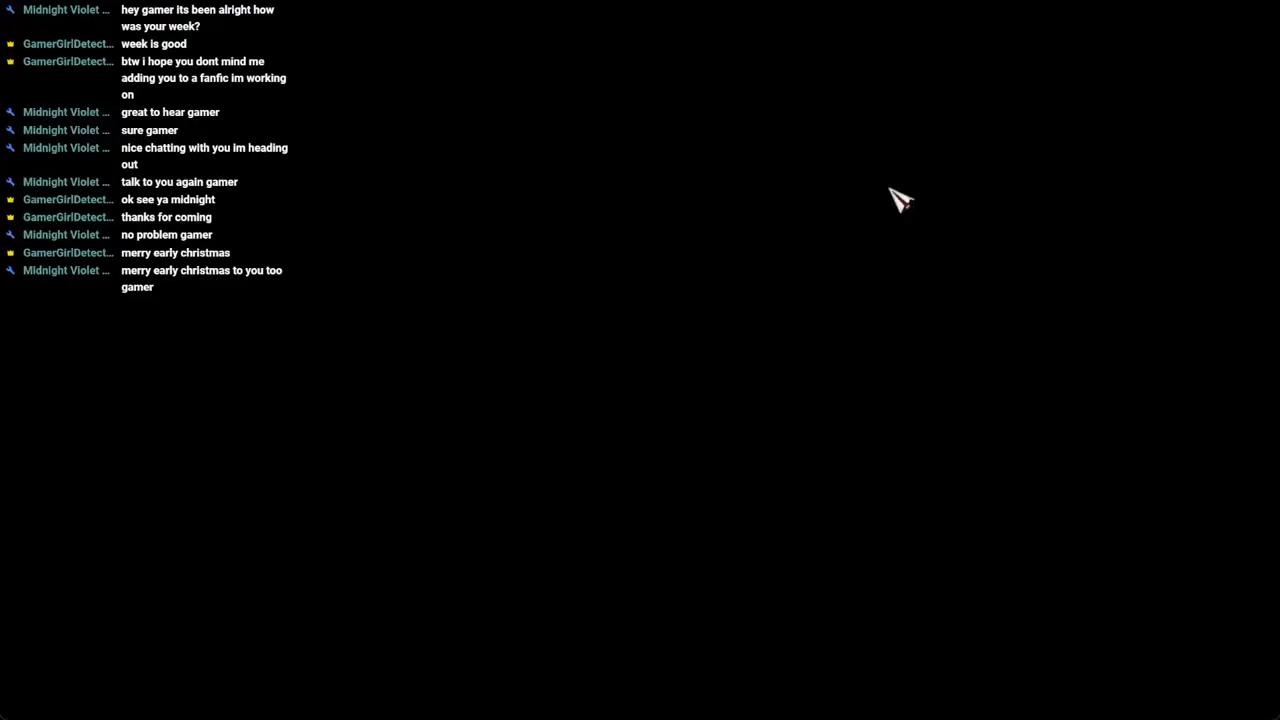 Midnight Violet ... hey gamer its been alright how
was your week?
GamerGirlDetect... week is good
GamerGirlDetect... btw i hope you dont mind me
adding you to a fanfic im working
on
Midnight Violet ... great to hear gamer
Midnight Violet ... sure gamer
Midnight Violet ... nice chatting with you im heading
out
Midnight Violet ... talk to you again gamer
GamerGirlDetect... ok see ya midnight
GamerGirlDetect... thanks for coming
Midnight Violet ... no problem gamer
GamerGirlDetect... merry early christmas
Midnight Violet ... merry early christmas to you too
gamer